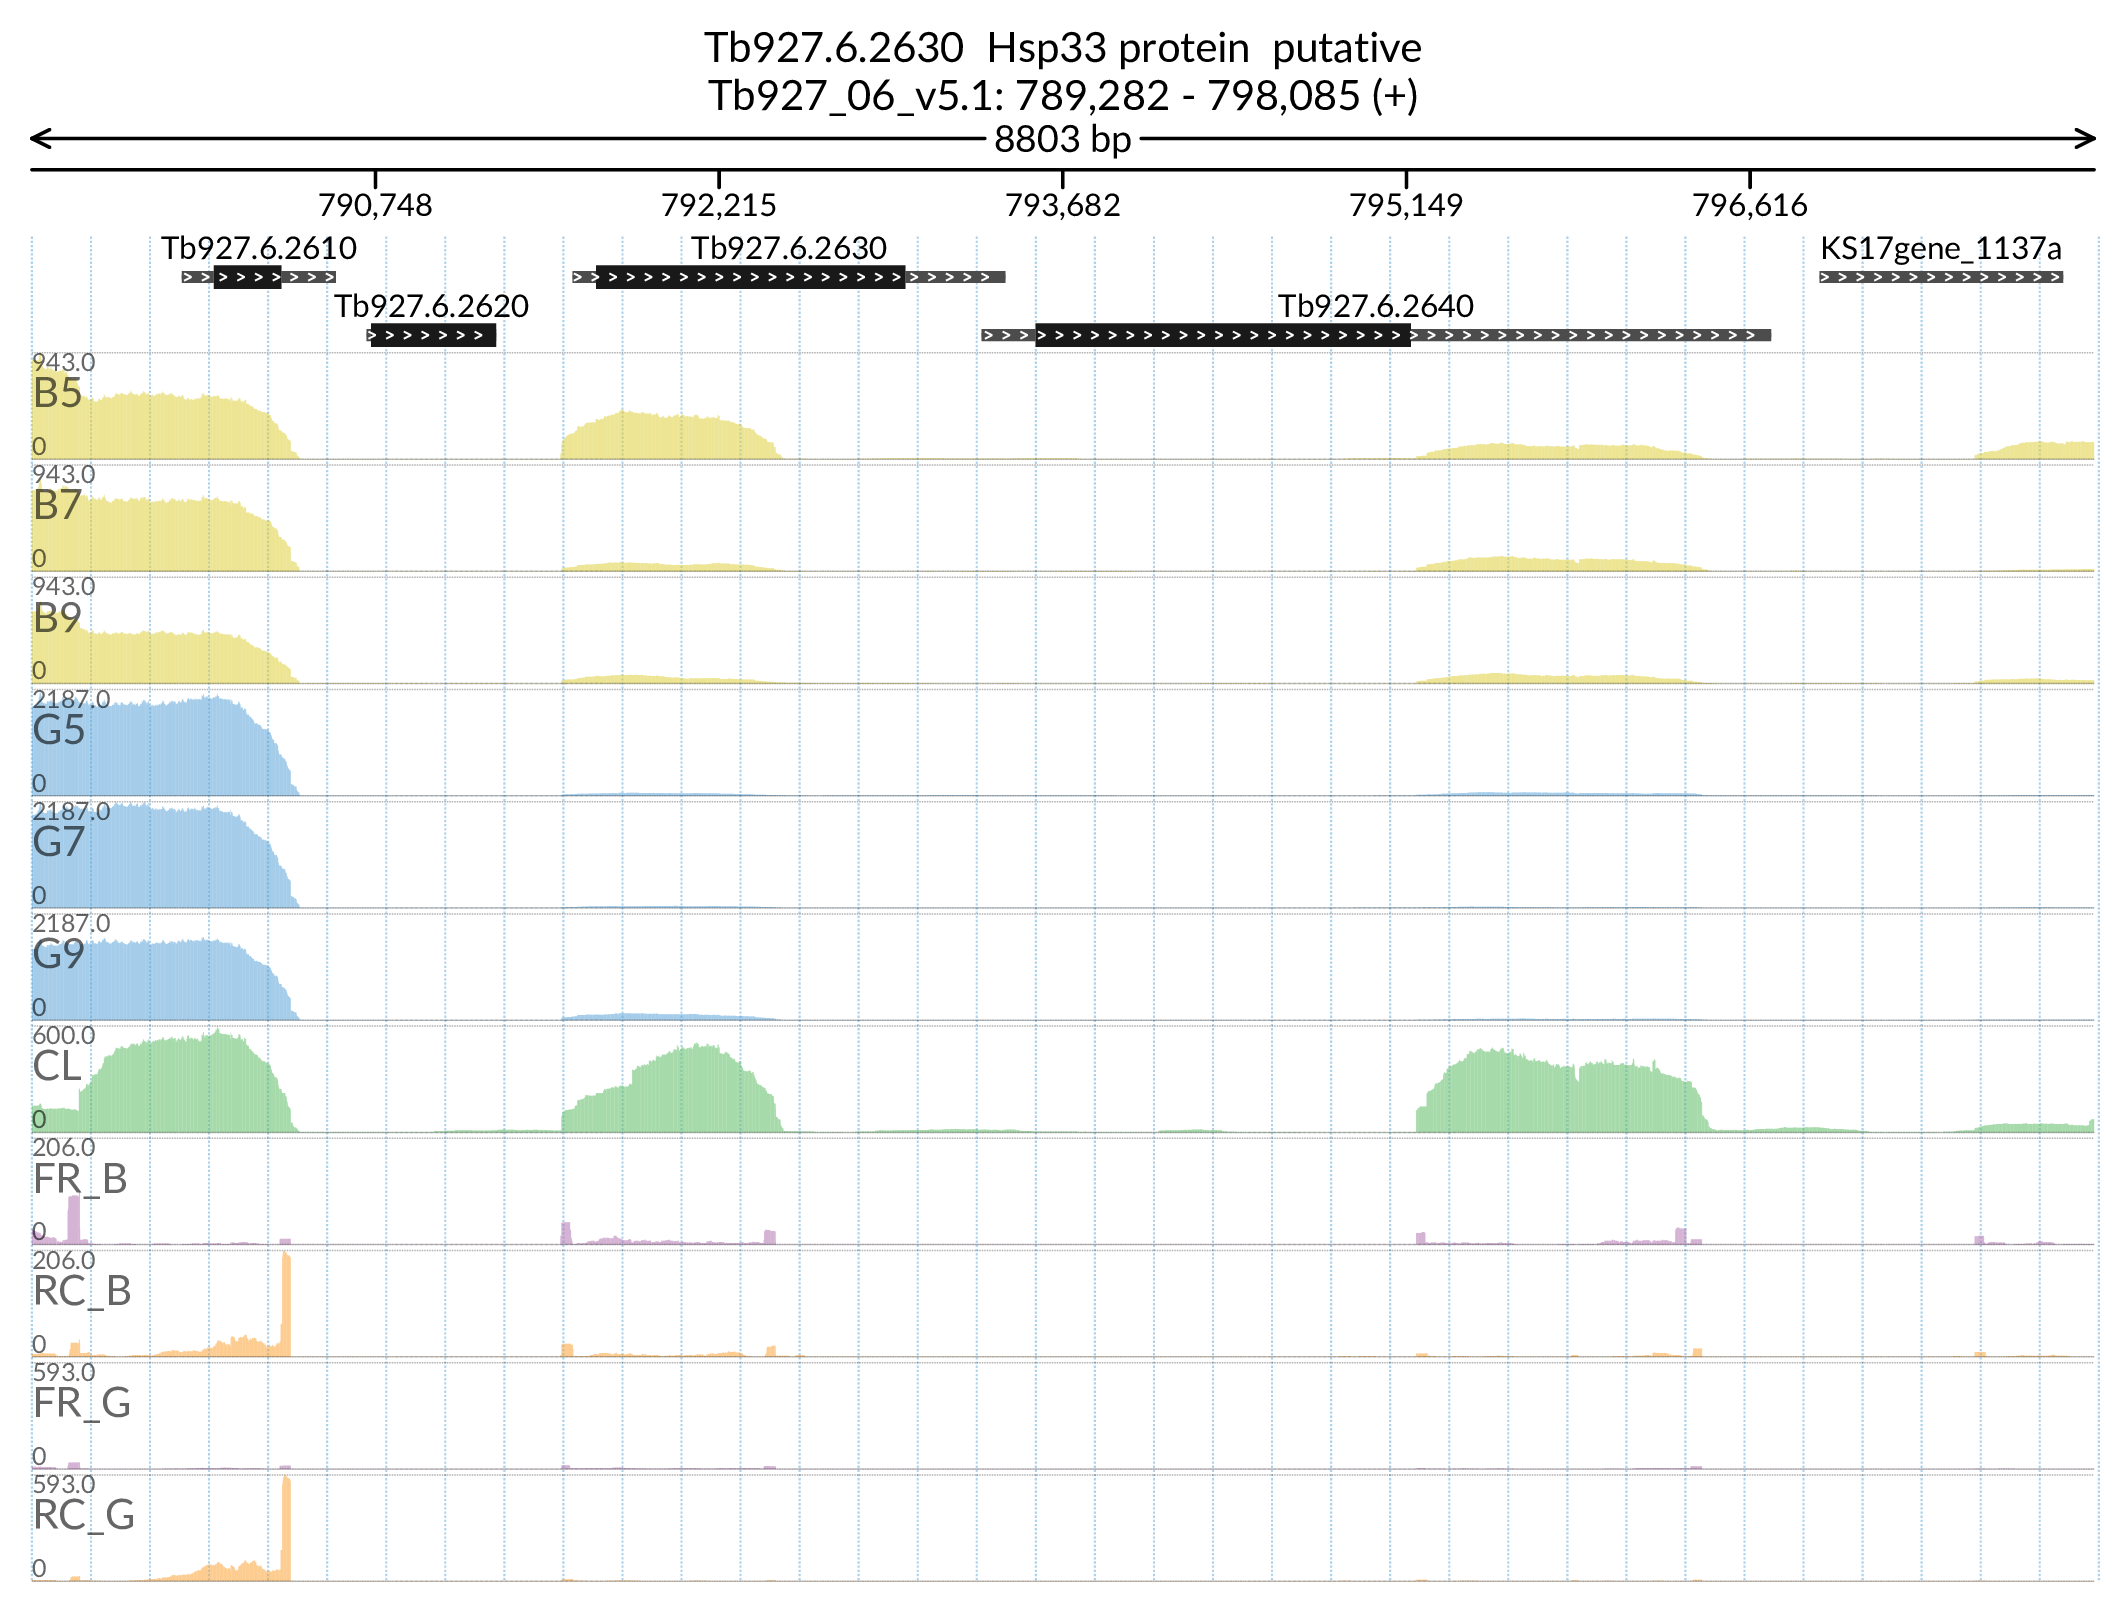 Tb927.6.2630  Hsp33 protein  putative
Tb927_06_v5.1: 789,282 - 798,085 (+)
8803 bp
790,748 792,215 793,682 795,149 796,616
Tb927.6.2610 Tb927.6.2630 KS17gene_1137a
Tb927.6.2620 Tb927.6.2640
943.0
B5
0
943.0
B7
0
943.0
B9
0
2187.0
G5
0
2187.0
G7
0
2187.0
G9
0
600.0
CL
0
206.0
FR_B
0
206.0
RC_B
0
593.0
FR_G
0
593.0
RC_G
0